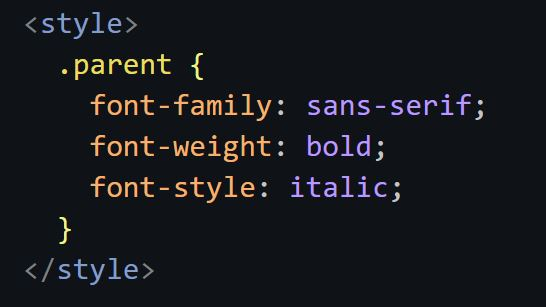 <style>
  .parent {
    font-family: sans-serif;
    font-weight: bold;
    font-style: italic;
  }
</style>